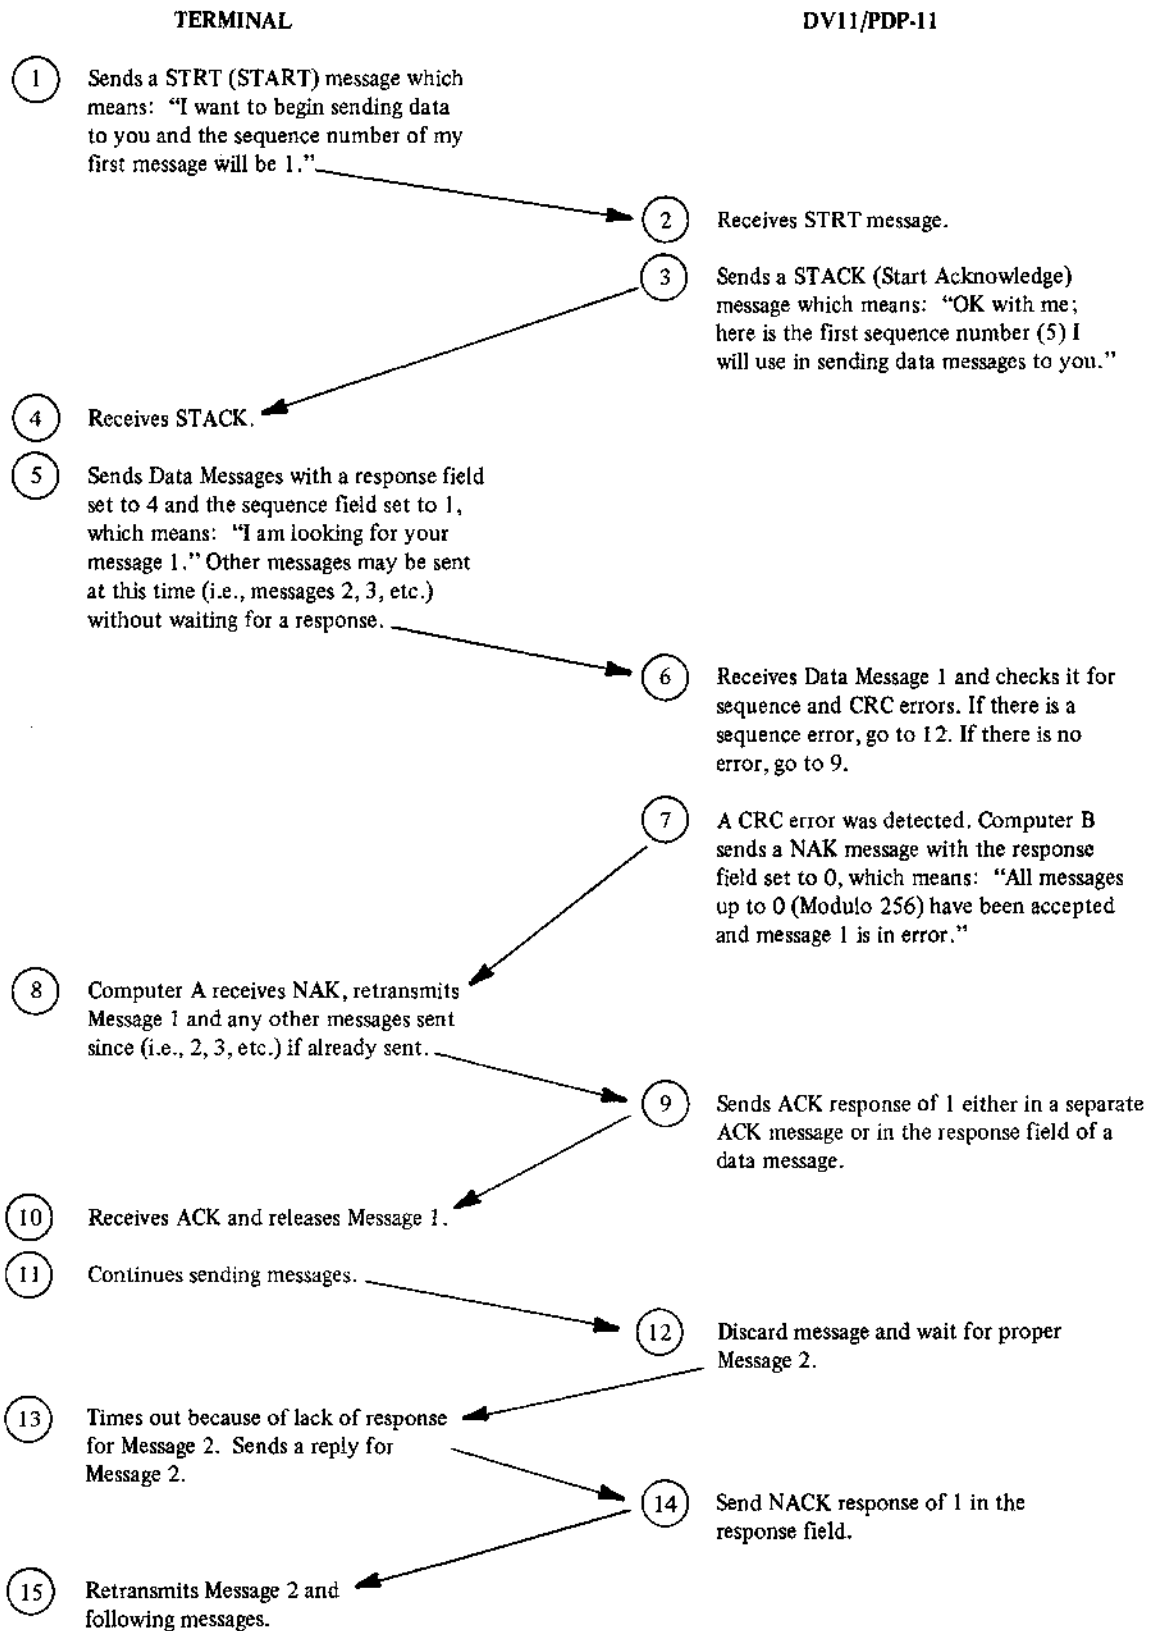 TERMINAL
DV11/PDP-11
1
Sends a STRT (START) message which
means: “I want to begin sending data
to you and the sequence number of my
first message will be 1.”
2
Receives STRT message.
3
Sends a STACK (Start Acknowledge)
message which means: “OK with me;
here is the first sequence number (5) I
will use in sending data messages to you.”
4
Receives STACK.
5
Sends Data Messages with a response field
set to 4 and the sequence field set to 1,
which means: “I am looking for your
message 1.” Other messages may be sent
at this time (i.e., messages 2, 3, etc.)
without waiting for a response.
6
Receives Data Message 1 and checks it for
sequence and CRC errors. If there is a
sequence error, go to 12. If there is no
error, go to 9.
7
A CRC error was detected. Computer B
sends a NAK message with the response
field set to 0, which means: “All messages
up to 0 (Modulo 256) have been accepted
and message 1 is in error.”
8
Computer A receives NAK, retransmits
Message 1 and any other messages sent
since (i.e., 2, 3, etc.) if already sent.
9
Sends ACK response of 1 either in a separate
ACK message or in the response field of a
data message.
10
Receives ACK and releases Message 1.
11
Continues sending messages.
12
Discard message and wait for proper
Message 2.
13
Times out because of lack of response
for Message 2. Sends a reply for
Message 2.
14
Send NACK response of 1 in the
response field.
15
Retransmits Message 2 and
following messages.